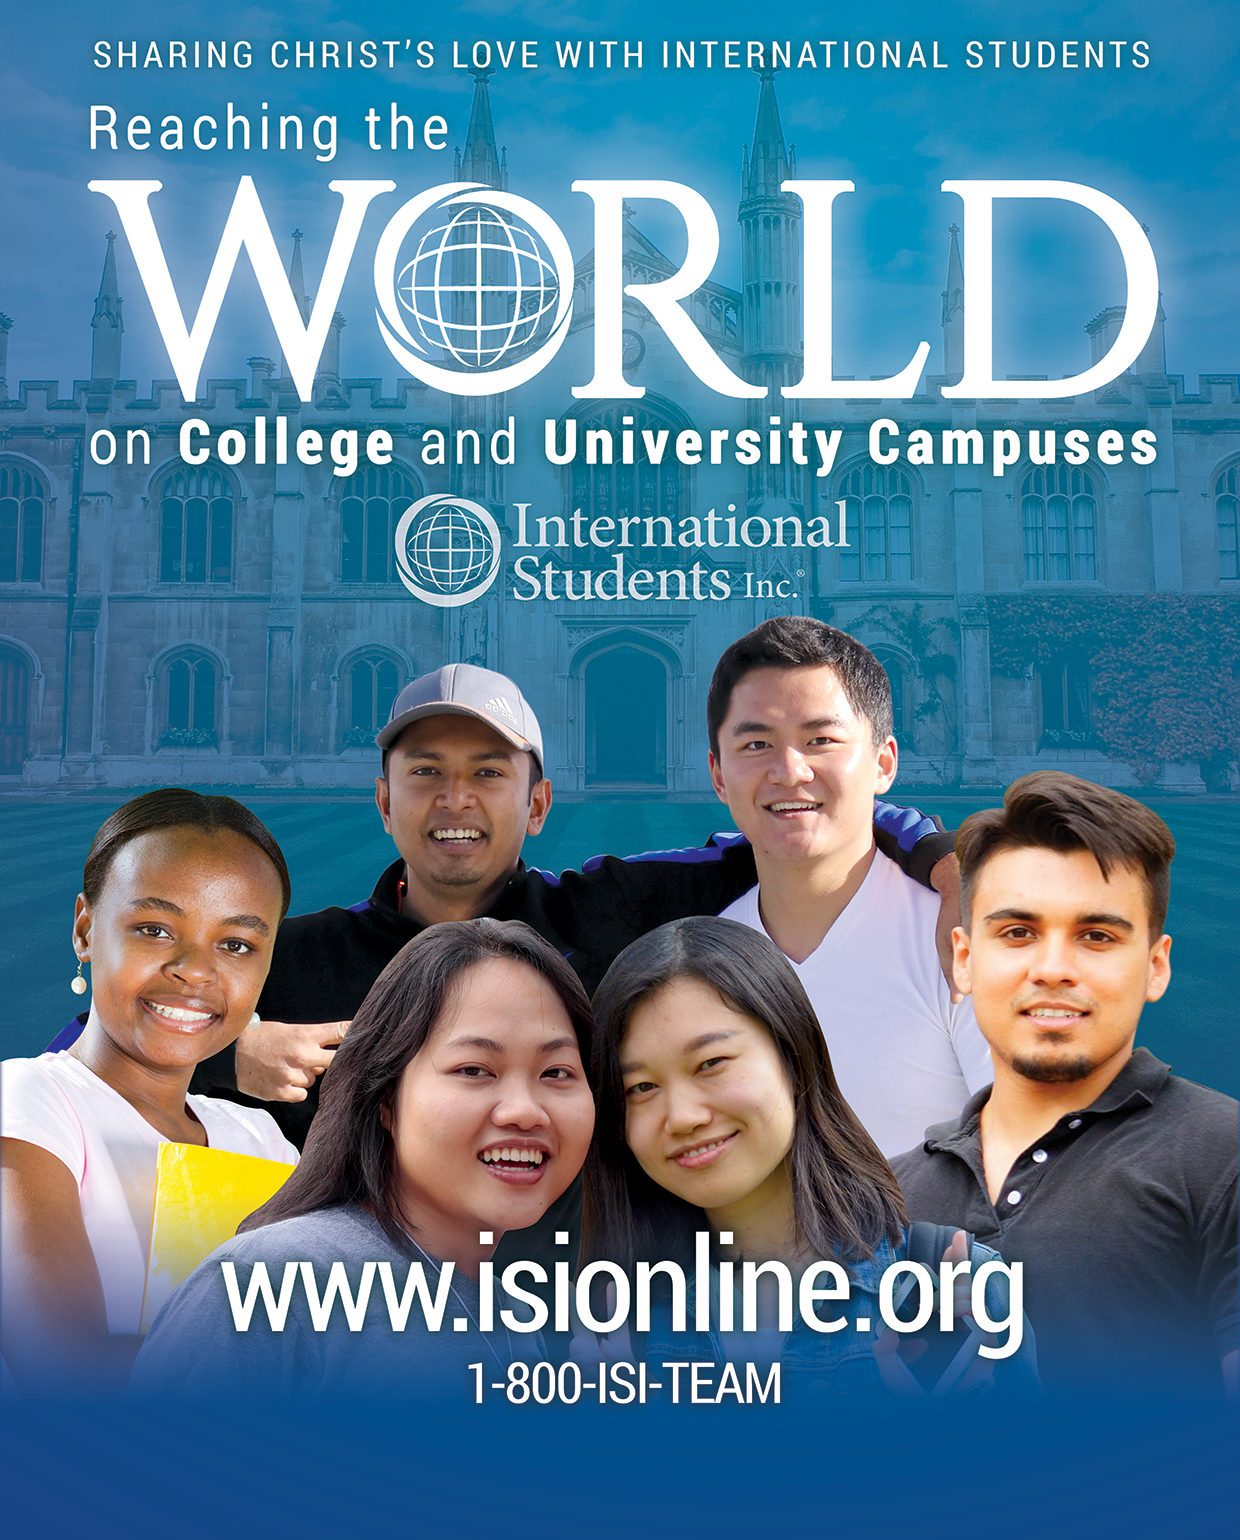 SHARING CHRIST’S LOVE WITH INTERNATIONAL STUDENTS
Reaching the
WORLD
on College and University Campuses
International
Students Inc.®
adidas
www.isionline.org
1-800-ISI-TEAM